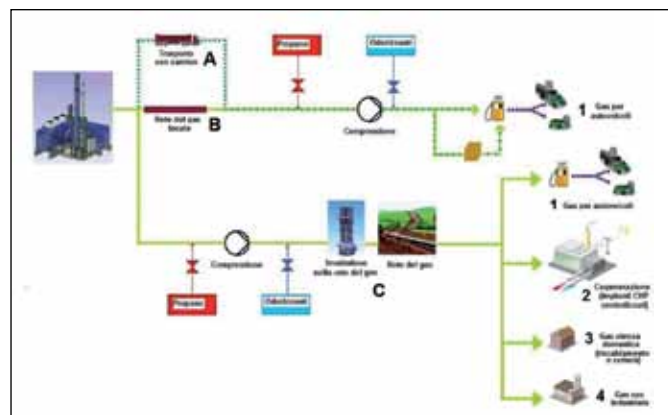 Trasporto
con camion
A
Propano
Odorizzanti
Rete del gas
locale
B
Compressione
1 Gas per
autoveicoli
1 Gas per autoveicoli
Compressione
Immissione
nella rete del gas
Rete del gas
C
Propano
Odorizzanti
2 Cogenerazione
(impianti CHP
centralizzati)
3 Gas utenza
domestica
(riscaldamento
e cottura)
4 Gas uso
industriale